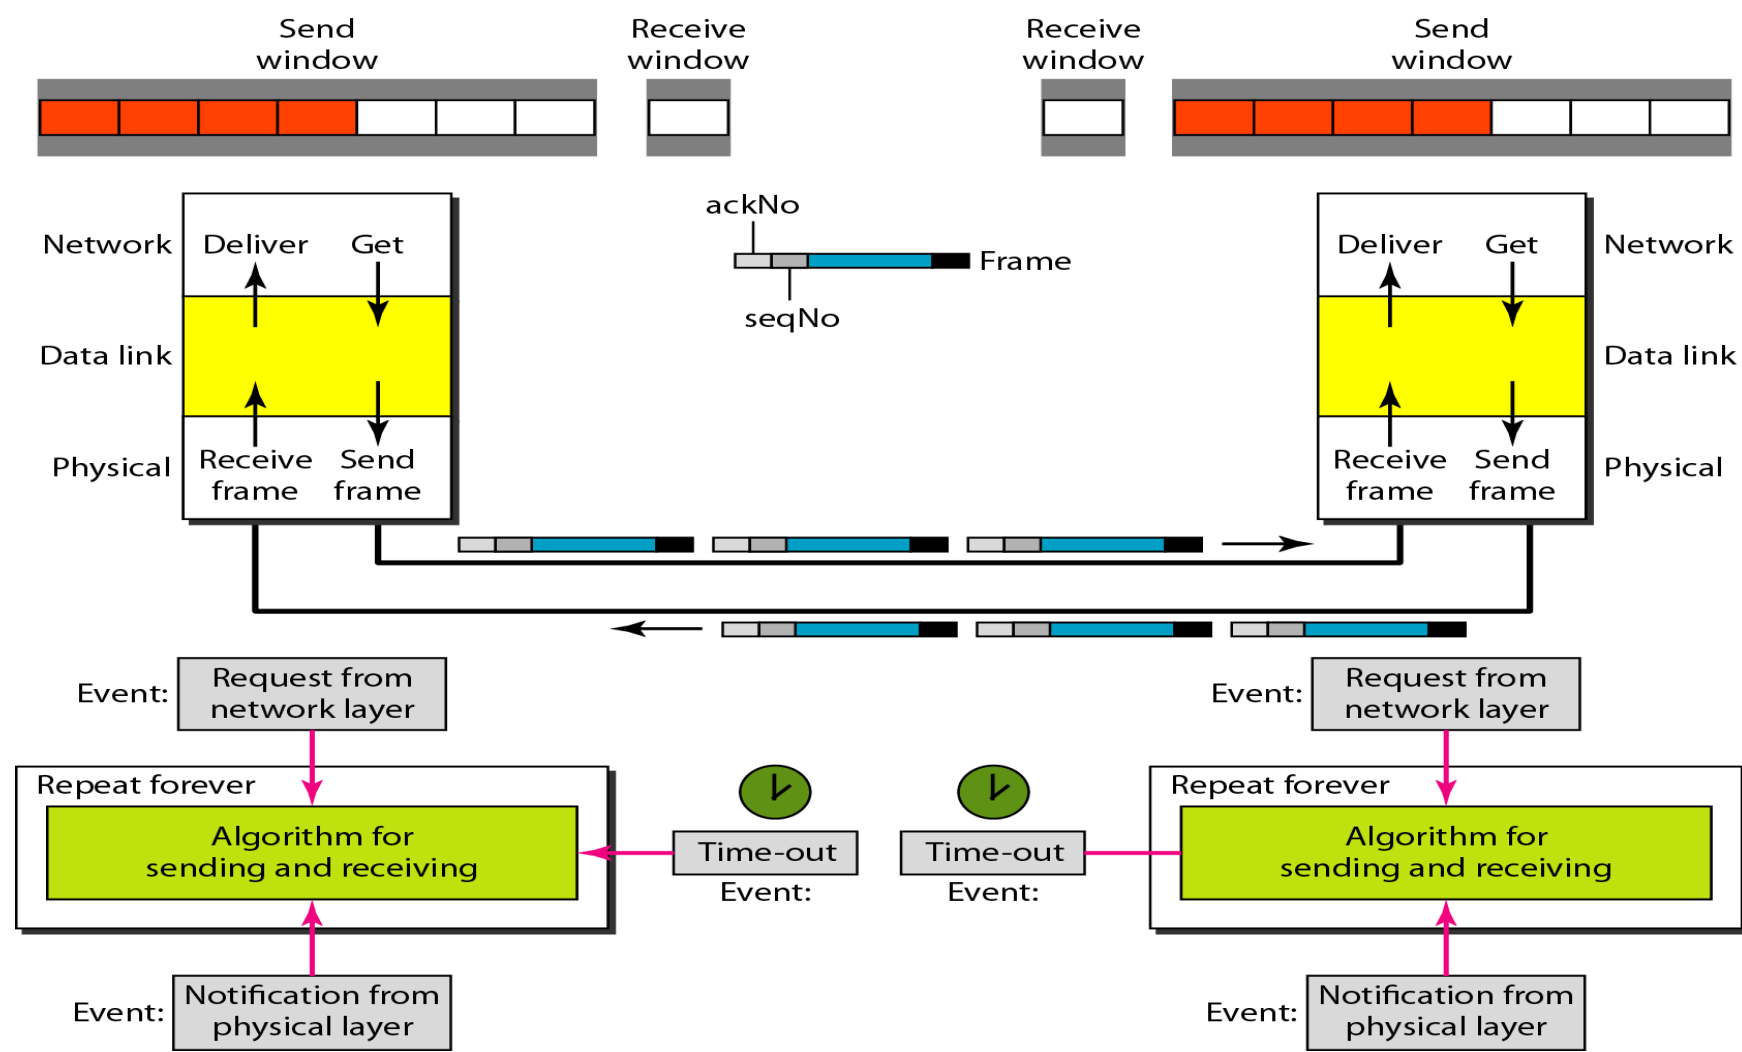 Send
window
Receive
window
Receive
window
Send
window
ackNo
Frame
seqNo
Network
Deliver
Get
Data link
Physical
Receive
frame
Send
frame
Deliver
Get
Network
Data link
Receive
frame
Send
frame
Physical
Event:
Request from
network layer
Event:
Request from
network layer
Repeat forever
Algorithm for
sending and receiving
Time-out
Event:
Time-out
Event:
Repeat forever
Algorithm for
sending and receiving
Event:
Notification from
physical layer
Event:
Notification from
physical layer